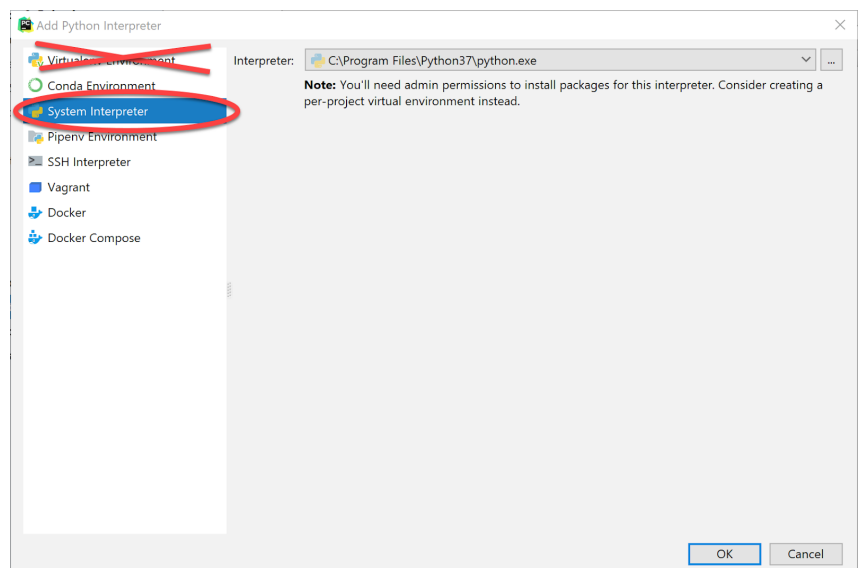 Add Python Interpreter
Virtualenv Environment
Interpreter: C:\Program Files\Python37\python.exe ...
Conda Environment
Note: You'll need admin permissions to install packages for this interpreter. Consider creating a
per-project virtual environment instead.
System Interpreter
Pipenv Environment
SSH Interpreter
Vagrant
Docker
Docker Compose
OK Cancel